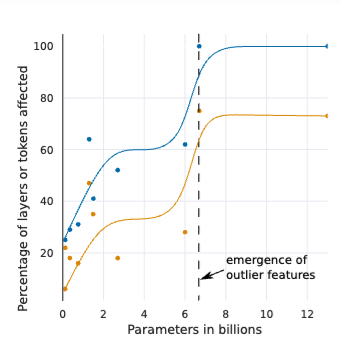 Percentage of layers or tokens affected
100
80
60
40
20
emergence of
outlier features
0 2 4 6 8 10 12
Parameters in billions